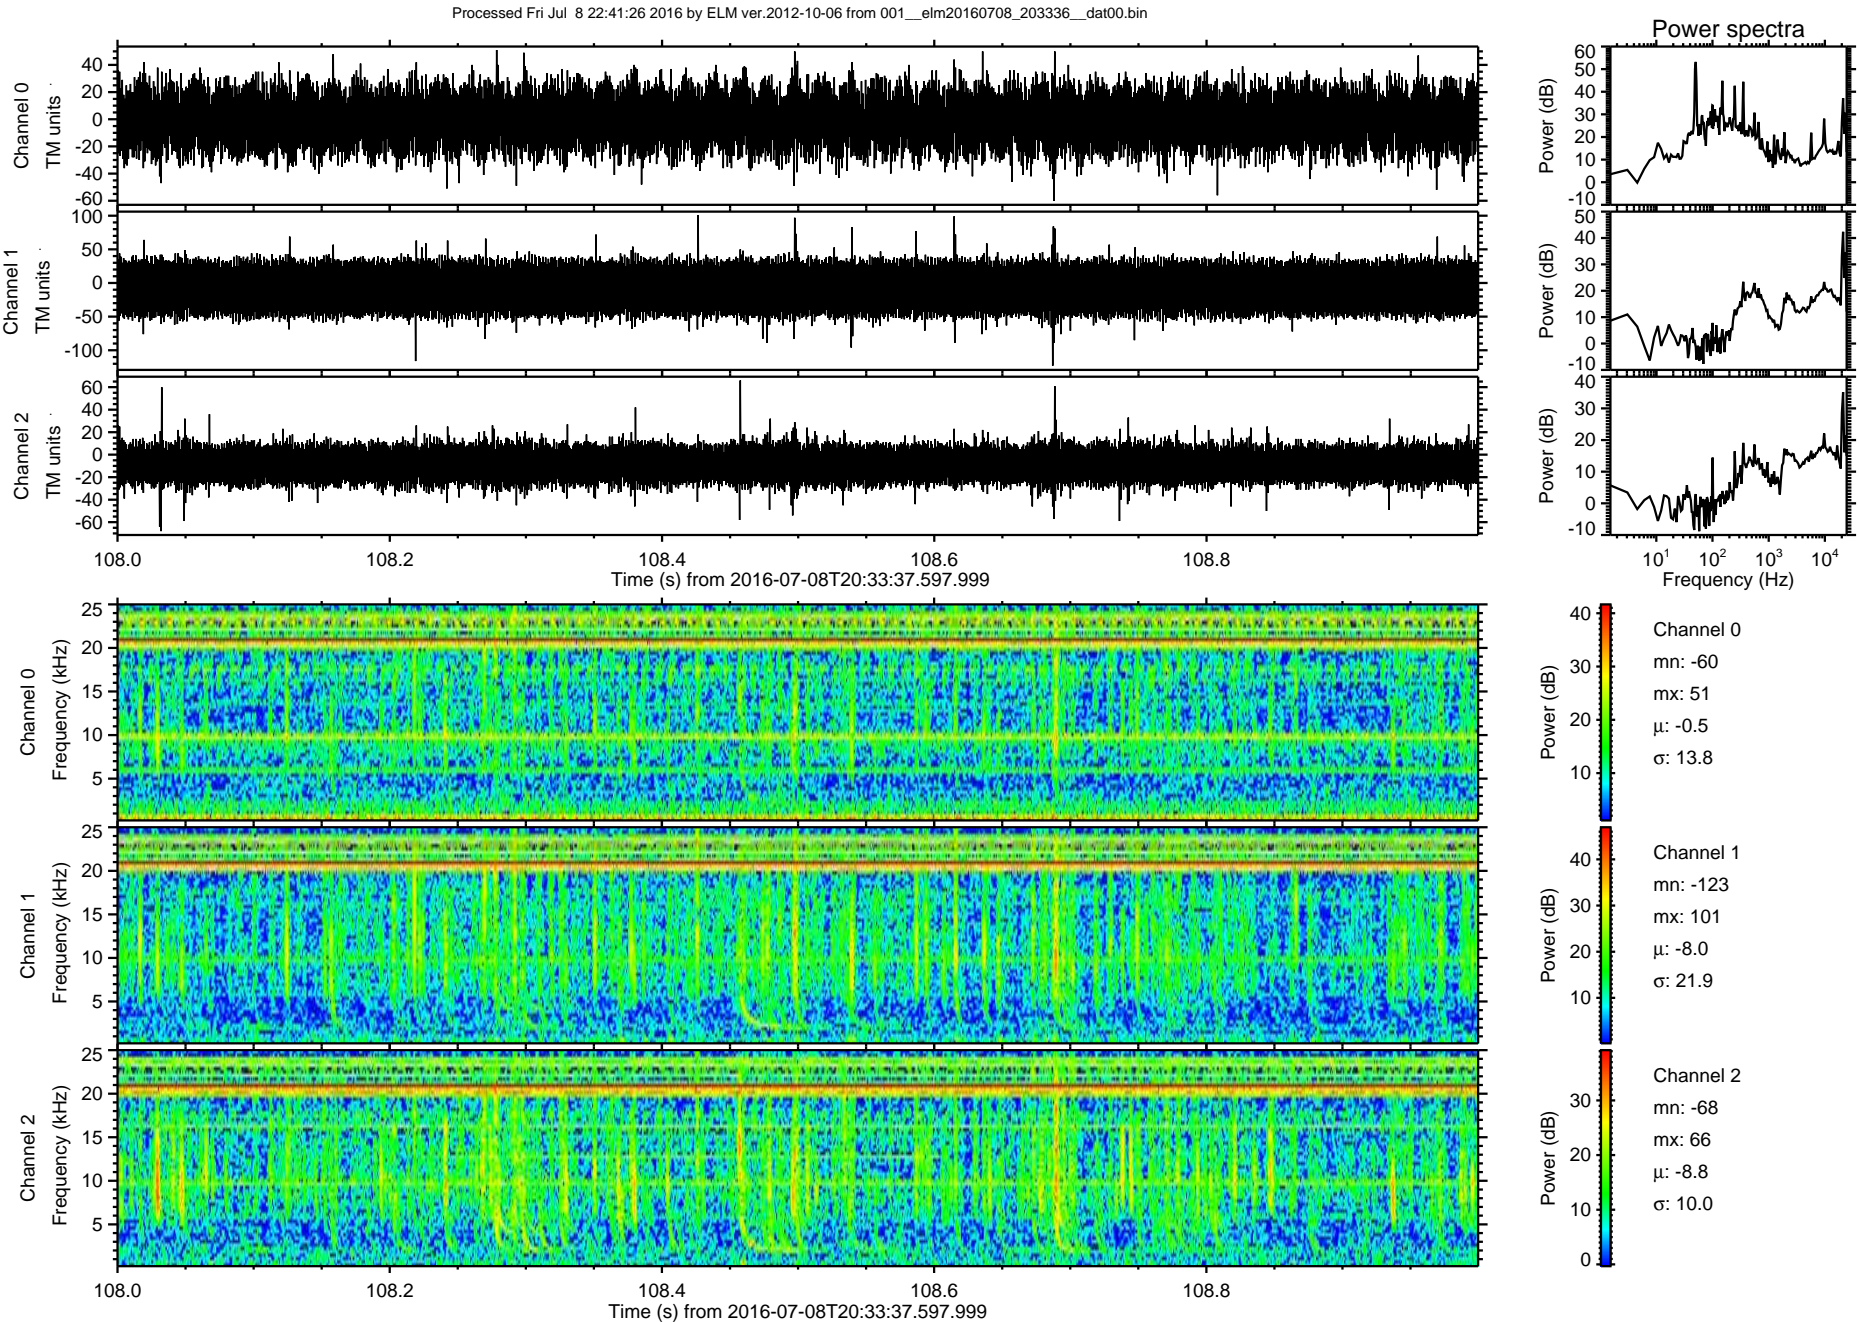 Processed Fri Jul 8 22:41:26 2016 by ELM ver.2012-10-06 from 001__elm20160708_203336__dat00.bin
Power spectra
Channel 0
TM units
40
20
0
-20
-40
-60
Power (dB)
60
50
40
30
20
10
0
-10
Channel 1
TM units
100
50
0
-50
-100
Power (dB)
50
40
30
20
10
0
-10
Channel 2
TM units
60
40
20
0
-20
-40
-60
Power (dB)
40
30
20
10
0
-10
108.0 108.2 108.4 108.6 108.8
Time (s) from 2016-07-08T20:33:37.597.999
10^1 10^2 10^3 10^4
Frequency (Hz)
Channel 0
Frequency (kHz)
25
20
15
10
5
Power (dB)
40
30
20
10
Channel 0
mn: -60
mx: 51
μ: -0.5
σ: 13.8
Channel 1
Frequency (kHz)
25
20
15
10
5
Power (dB)
40
30
20
10
Channel 1
mn: -123
mx: 101
μ: -8.0
σ: 21.9
Channel 2
Frequency (kHz)
25
20
15
10
5
Power (dB)
30
20
10
0
Channel 2
mn: -68
mx: 66
μ: -8.8
σ: 10.0
108.0 108.2 108.4 108.6 108.8
Time (s) from 2016-07-08T20:33:37.597.999